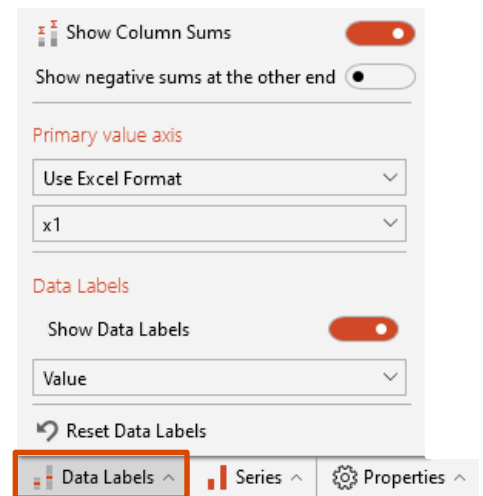 Show Column Sums
Show negative sums at the other end
Primary value axis
Use Excel Format
x1
Data Labels
Show Data Labels
Value
Reset Data Labels
Data Labels Series Properties